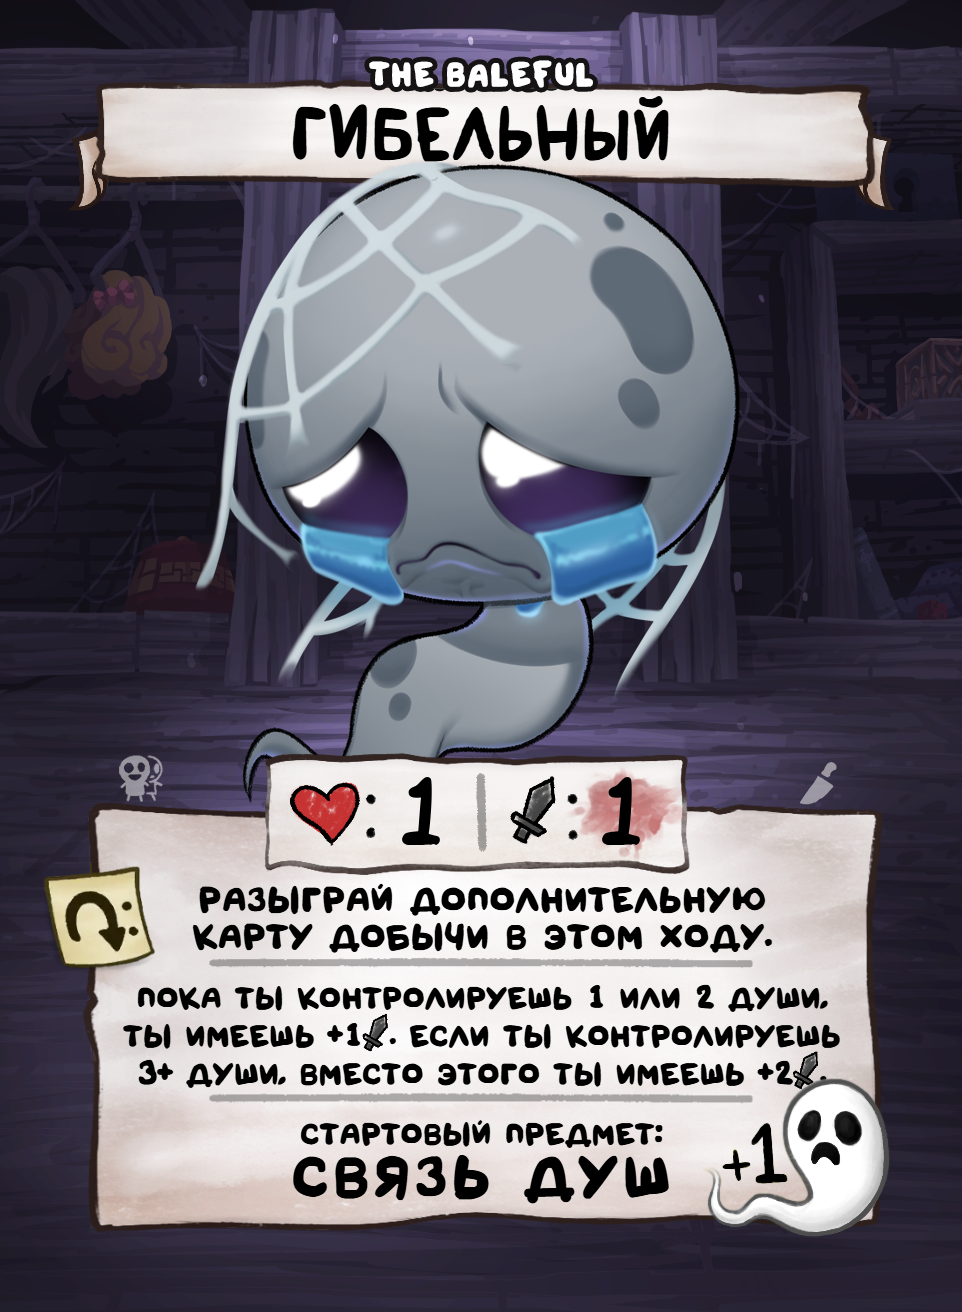 THE BALEFUL
ГИБЕЛЬНЫЙ
: 1 | : 1
РАЗЫГРАЙ ДОПОЛНИТЕЛЬНУЮ
КАРТУ ДОБЫЧИ В ЭТОМ ХОДУ.
ПОКА ТЫ КОНТРОЛИРУЕШЬ 1 ИЛИ 2 ДУШИ,
ТЫ ИМЕЕШЬ +1. ЕСЛИ ТЫ КОНТРОЛИРУЕШЬ
3+ ДУШИ, ВМЕСТО ЭТОГО ТЫ ИМЕЕШЬ +2.
СТАРТОВЫЙ ПРЕДМЕТ:
СВЯЗЬ ДУШ
+1